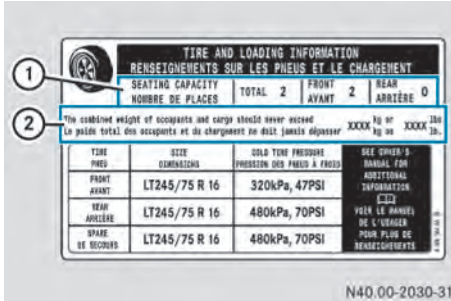 TIRE AND LOADING INFORMATION
RENSEIGNEMENTS SUR LES PNEUS ET LE CHARGEMENT
1
SEATING CAPACITY
NOMBRE DE PLACES
TOTAL 2
FRONT
AVANT
2
REAR
ARRIÈRE
0
2
The combined weight of occupants and cargo should never exceed XXXX kg or XXXX lbs
Le poids total des occupants et du chargement ne doit jamais dépasser XXXX kg ou XXXX lb.
TIRE
PNEU
SIZE
DIMENSIONS
COLD TIRE PRESSURE
PRESSION DES PNEUS À FROID
SEE OWNER'S
MANUAL FOR
ADDITIONAL
INFORMATION
VOIR LE MANUEL
DE L'USAGER
POUR PLUS DE
RENSEIGNEMENTS
FRONT
AVANT
LT245/75 R 16
320kPa, 47PSI
REAR
ARRIÈRE
LT245/75 R 16
480kPa, 70PSI
SPARE
DE SECOURS
LT245/75 R 16
480kPa, 70PSI
N40.00-2030-31